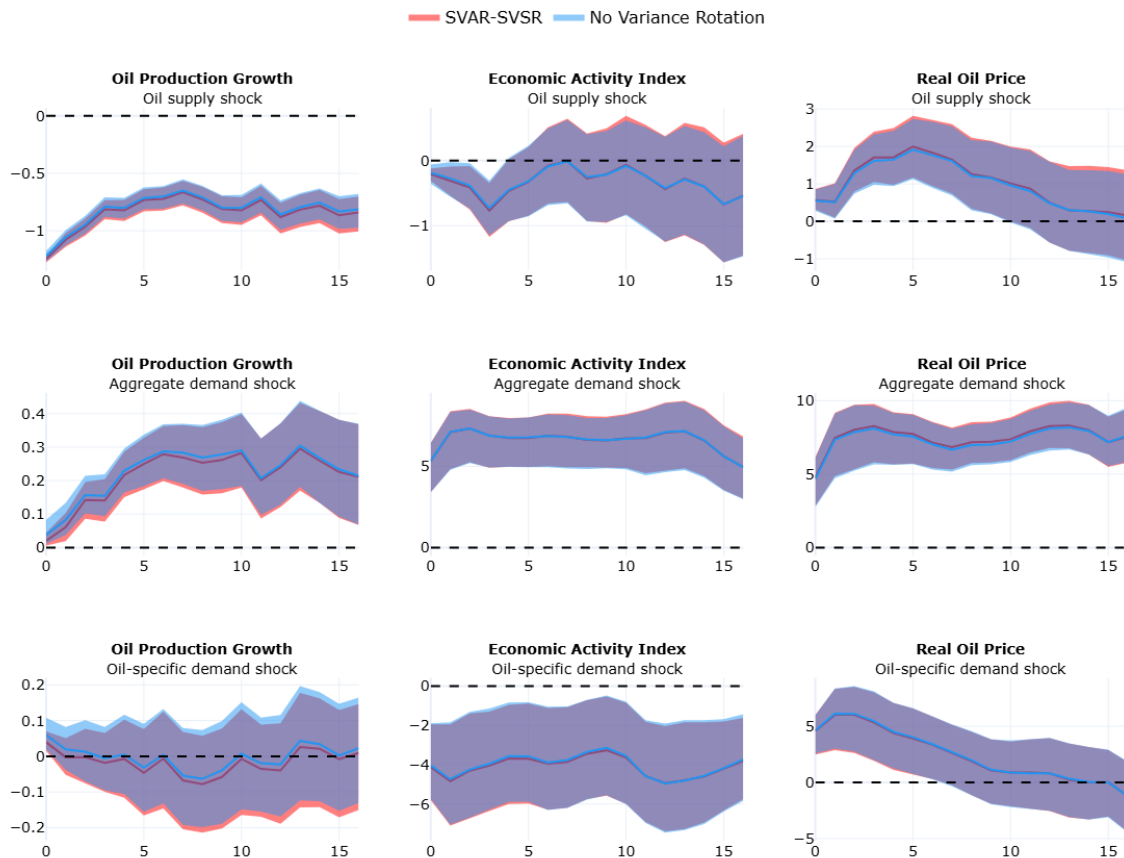 SVAR-SVSR No Variance Rotation
Oil Production Growth
Oil supply shock
0
−0.5
−1
0 5 10 15
Economic Activity Index
Oil supply shock
0
−1
0 5 10 15
Real Oil Price
Oil supply shock
3
2
1
0
−1
0 5 10 15
Oil Production Growth
Aggregate demand shock
0.4
0.3
0.2
0.1
0
0 5 10 15
Economic Activity Index
Aggregate demand shock
5
0
0 5 10 15
Real Oil Price
Aggregate demand shock
10
5
0
0 5 10 15
Oil Production Growth
Oil-specific demand shock
0.2
0.1
0
−0.1
−0.2
0 5 10 15
Economic Activity Index
Oil-specific demand shock
0
−2
−4
−6
0 5 10 15
Real Oil Price
Oil-specific demand shock
5
0
−5
0 5 10 15